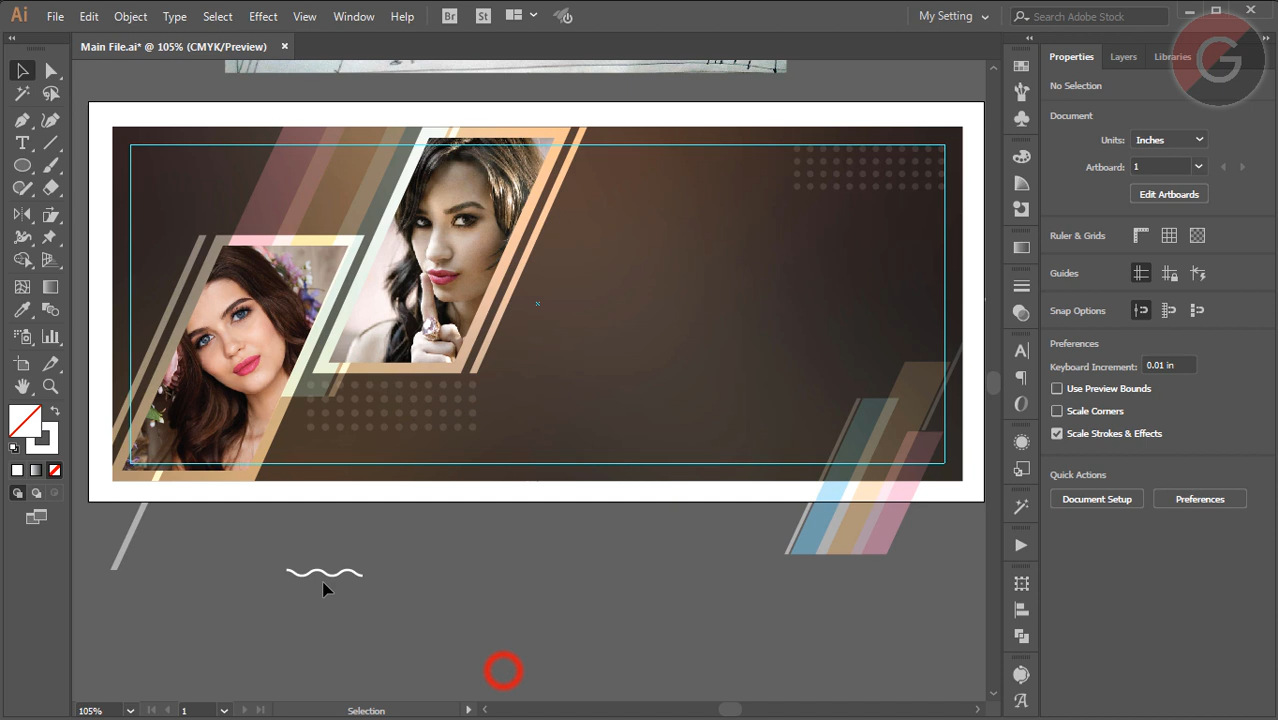 Ai File Edit Object Type Select Effect View Window Help Br St My Setting Search Adobe Stock
Main File.ai* @ 105% (CMYK/Preview) ×
Properties Layers Libraries
No Selection
Document
Units: Inches
Artboard: 1
Edit Artboards
Ruler & Grids
Guides
Snap Options
Preferences
Keyboard Increment: 0.01 in
Use Preview Bounds
Scale Corners
Scale Strokes & Effects
Quick Actions
Document Setup Preferences
105% 1 Selection